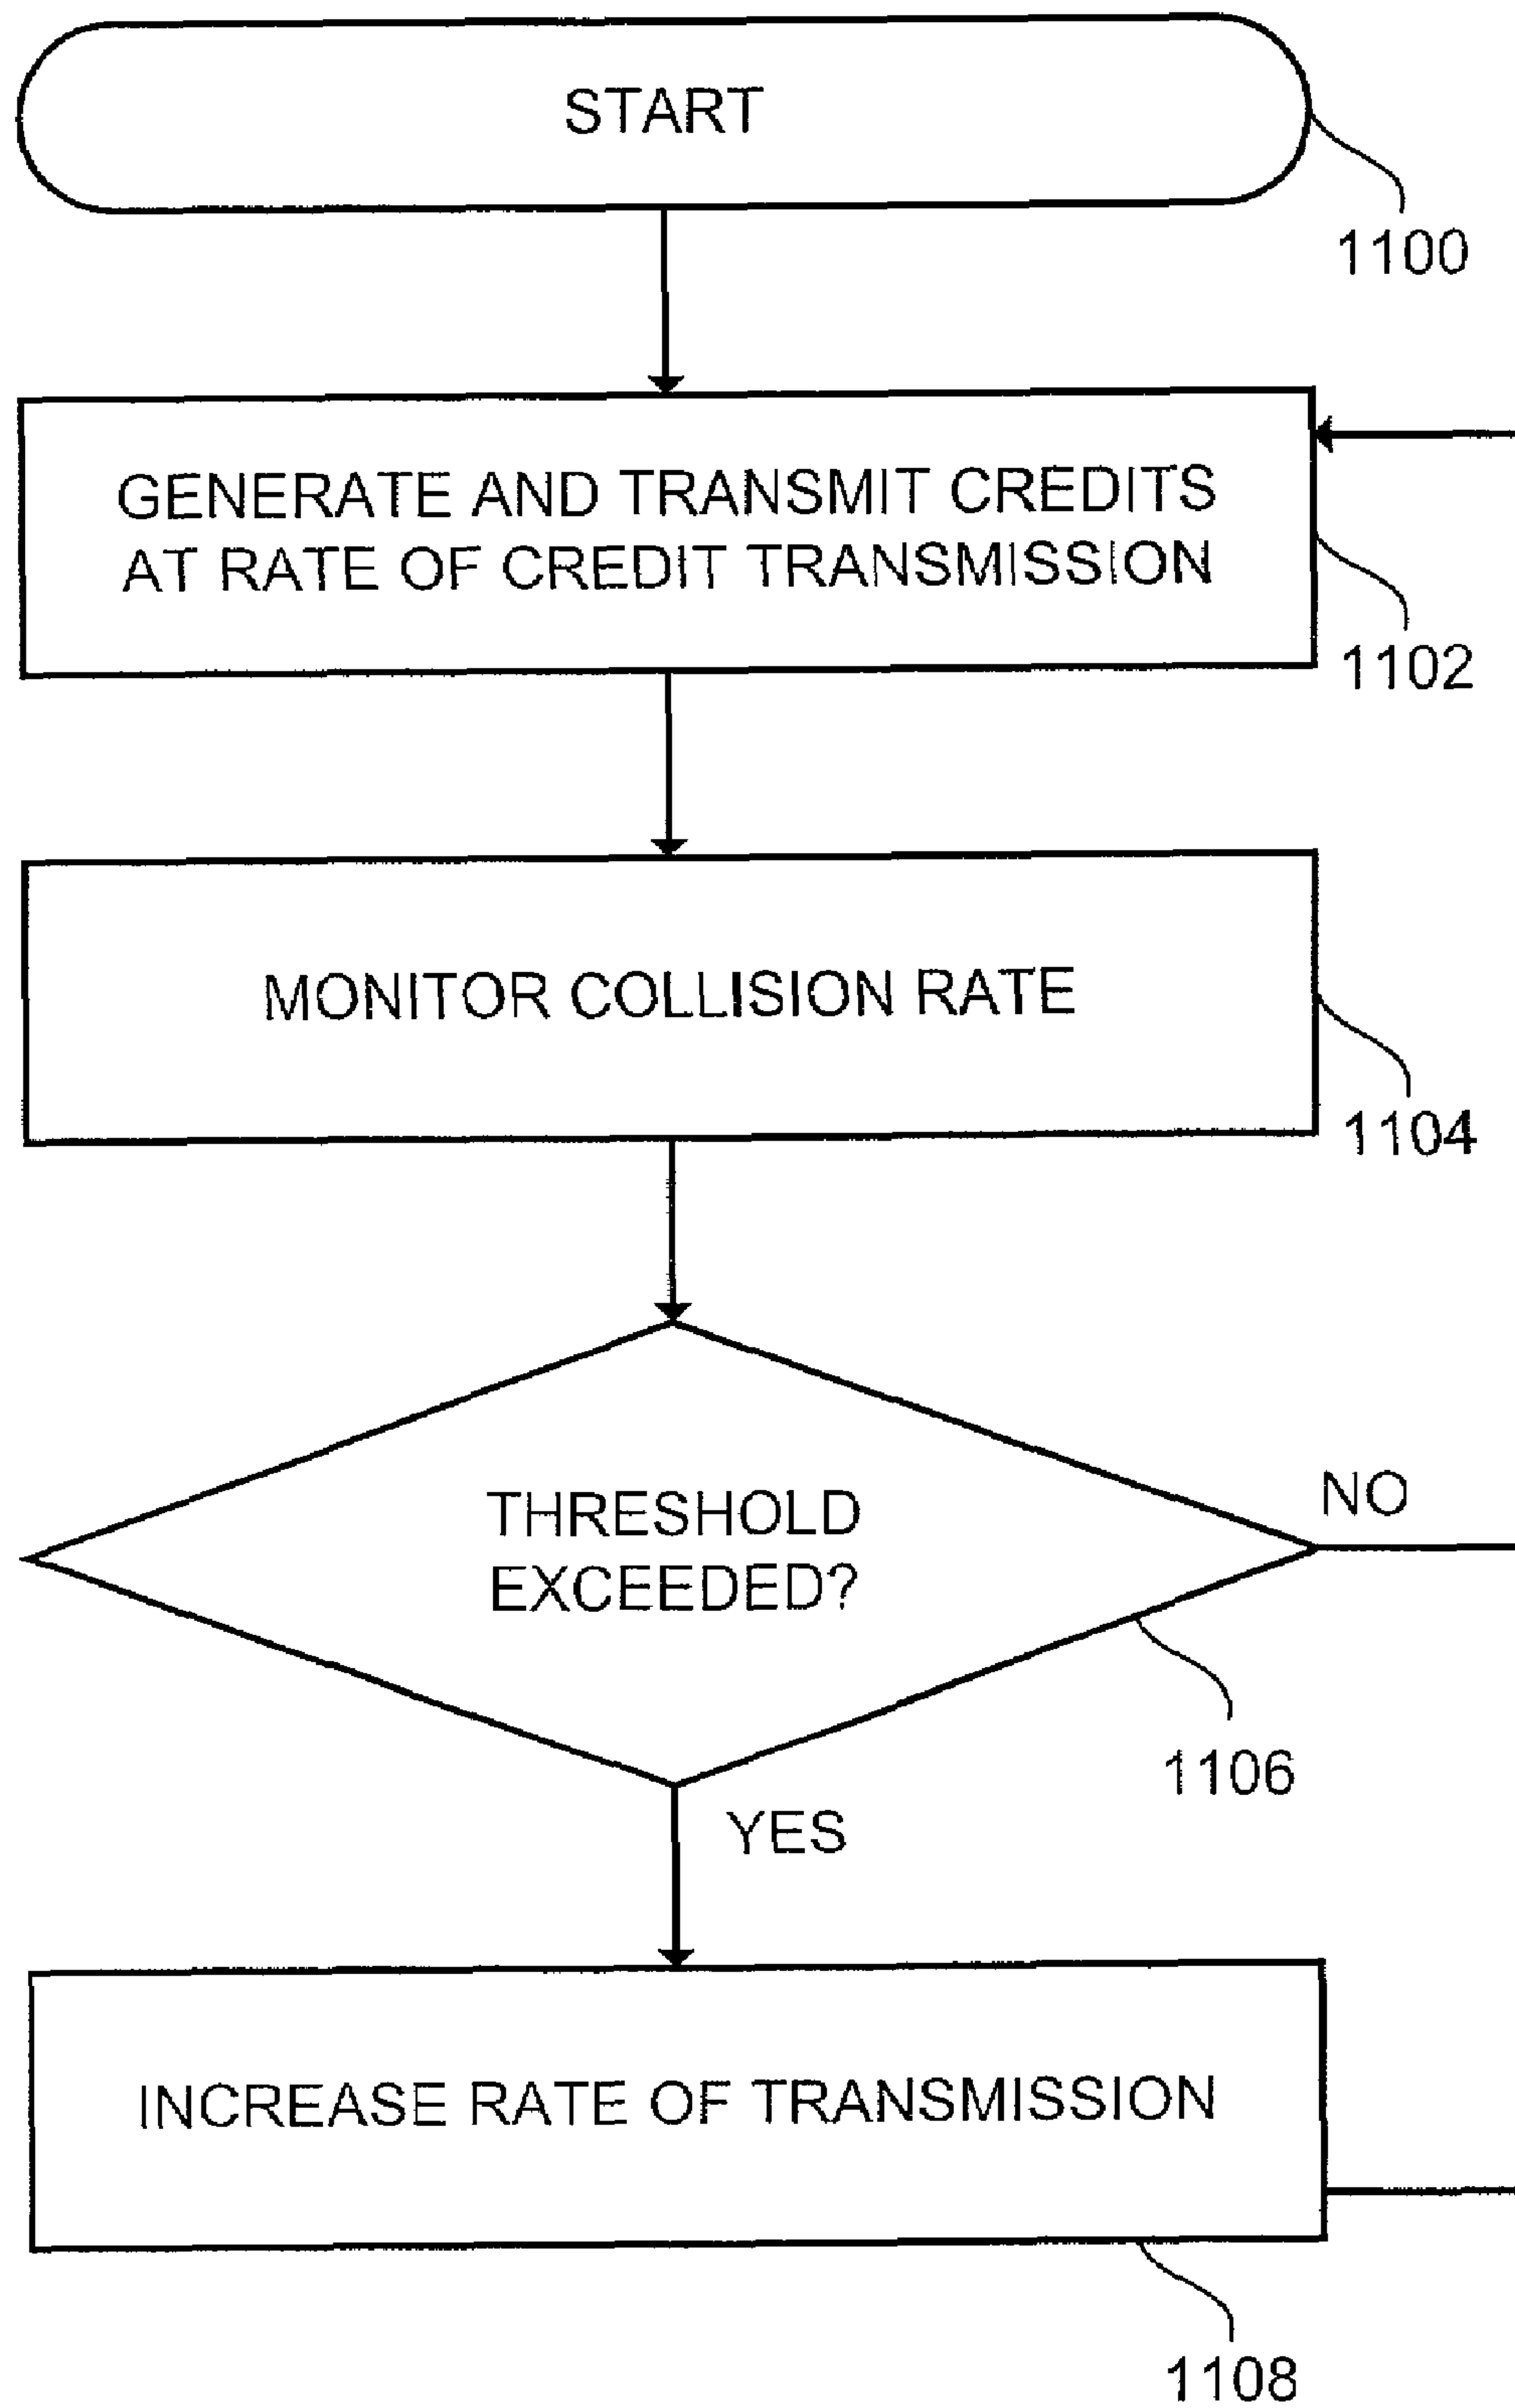 START
1100
GENERATE AND TRANSMIT CREDITS
AT RATE OF CREDIT TRANSMISSION
1102
MONITOR COLLISION RATE
1104
THRESHOLD
EXCEEDED?
NO
1106
YES
INCREASE RATE OF TRANSMISSION
1108